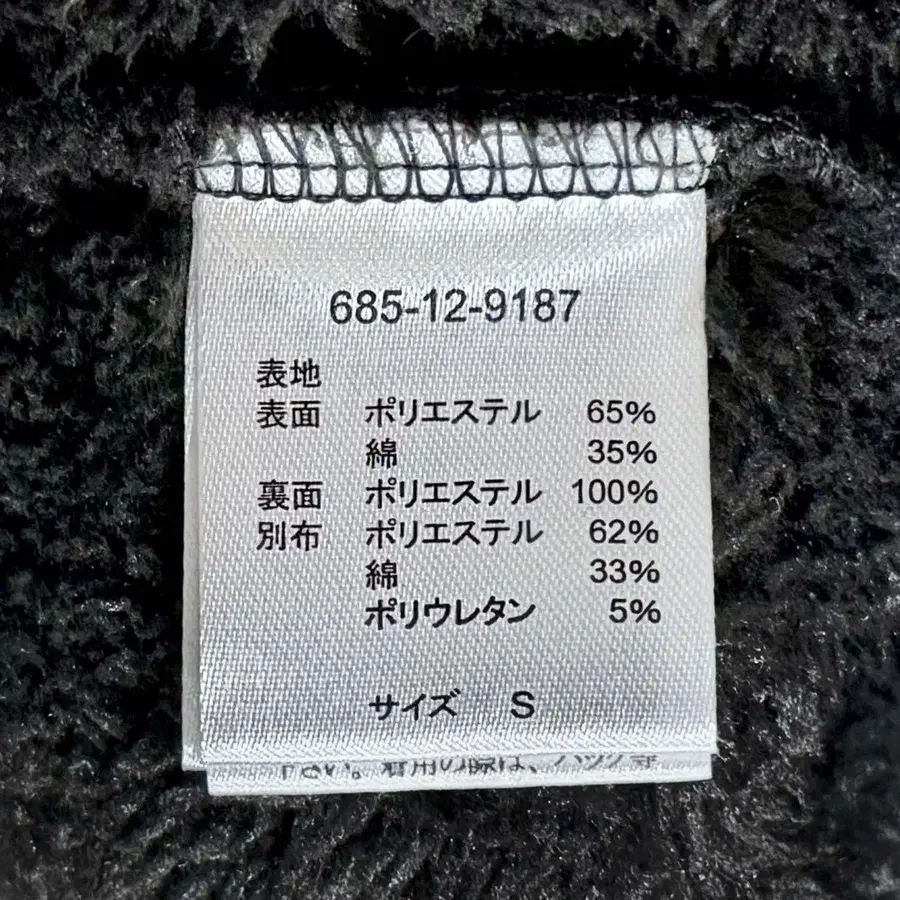 685-12-9187
表地
表面 ポリエステル 65%
綿 35%
裏面 ポリエステル 100%
別布 ポリエステル 62%
綿 33%
ポリウレタン 5%
サイズ S